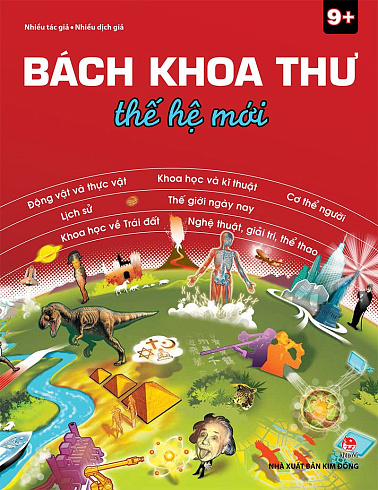 Nhiều tác giả • Nhiều dịch giả
9+
BÁCH KHOA THƯ
thế hệ mới
Động vật và thực vật
Khoa học và kĩ thuật
Cơ thể người
Lịch sử
Thế giới ngày nay
Khoa học về Trái đất
Nghệ thuật, giải trí, thể thao
KIM ĐỒNG
NHÀ XUẤT BẢN KIM ĐỒNG